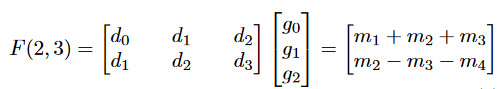 F(2, 3) = [d₀ d₁ d₂] [g₀] = [m₁ + m₂ + m₃]
[d₁ d₂ d₃] [g₁] [m₂ − m₃ − m₄]
[g₂]